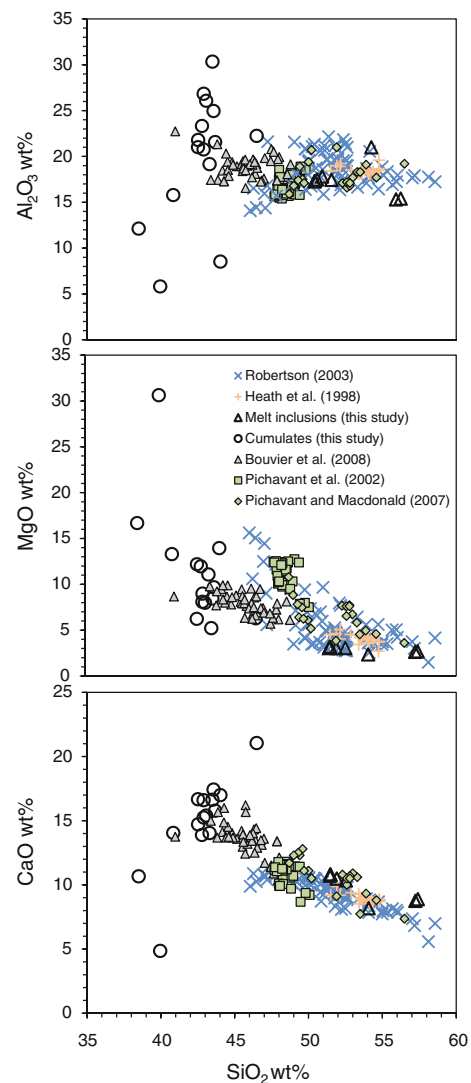 35
30
25
20
15
10
5
0
Al2O3 wt%
35
30
25
20
15
10
5
0
MgO wt%
Robertson (2003)
Heath et al. (1998)
Melt inclusions (this study)
Cumulates (this study)
Bouvier et al. (2008)
Pichavant et al. (2002)
Pichavant and Macdonald (2007)
25
20
15
10
5
0
CaO wt%
35 40 45 50 55 60
SiO2 wt%